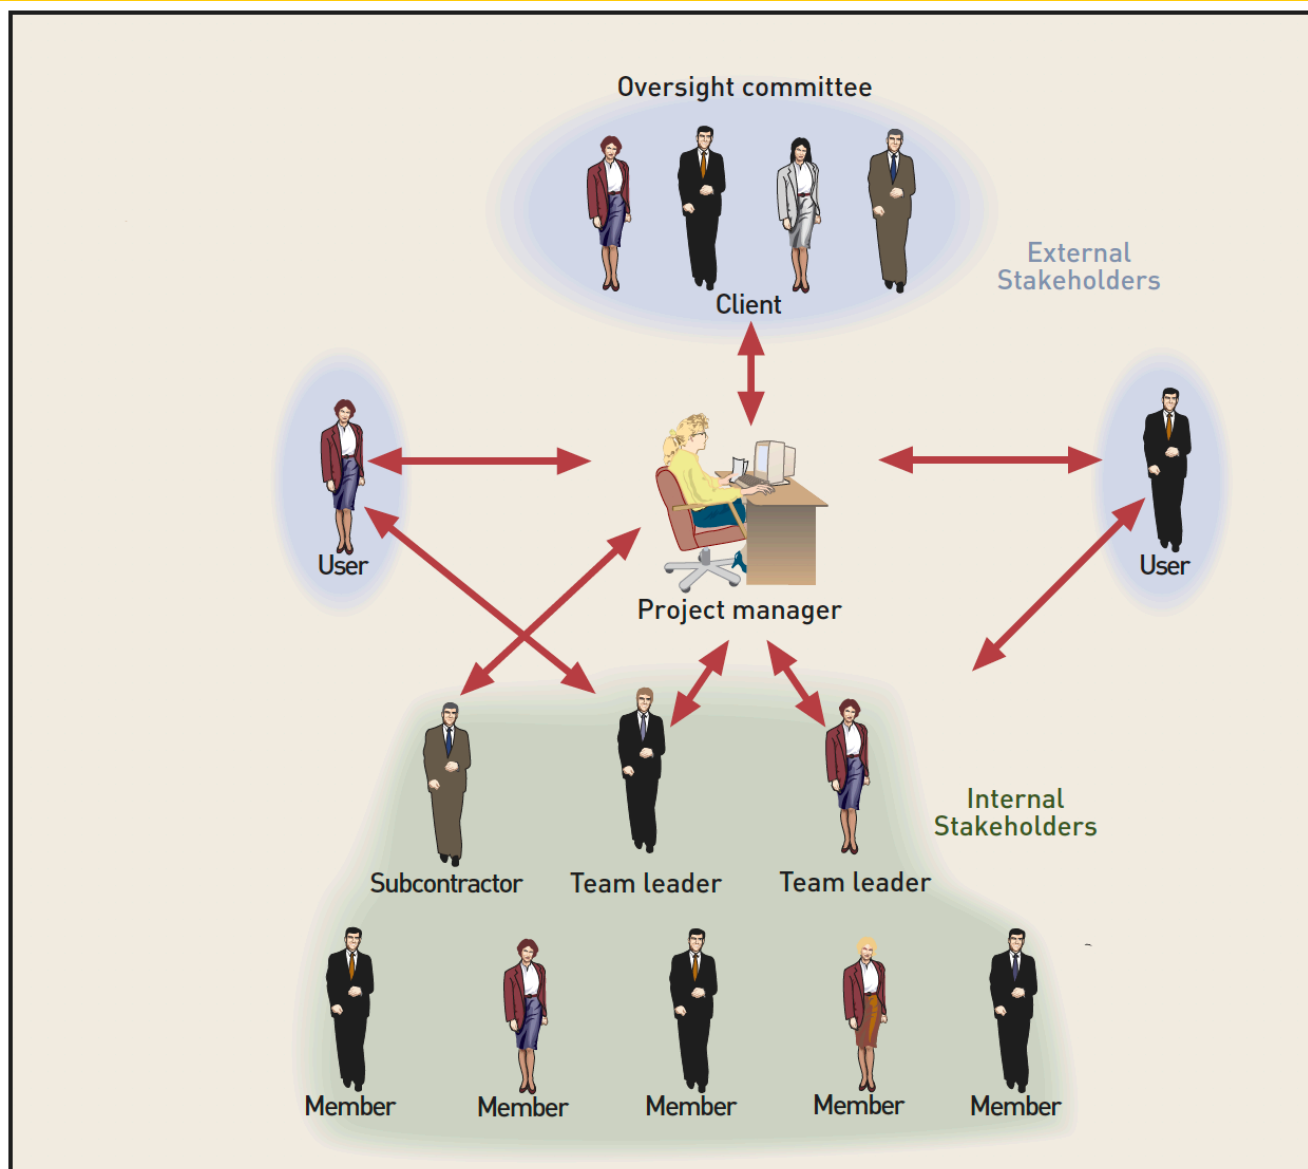 Oversight committee
External
Stakeholders
Client
User
User
Project manager
Internal
Stakeholders
Subcontractor
Team leader
Team leader
Member
Member
Member
Member
Member